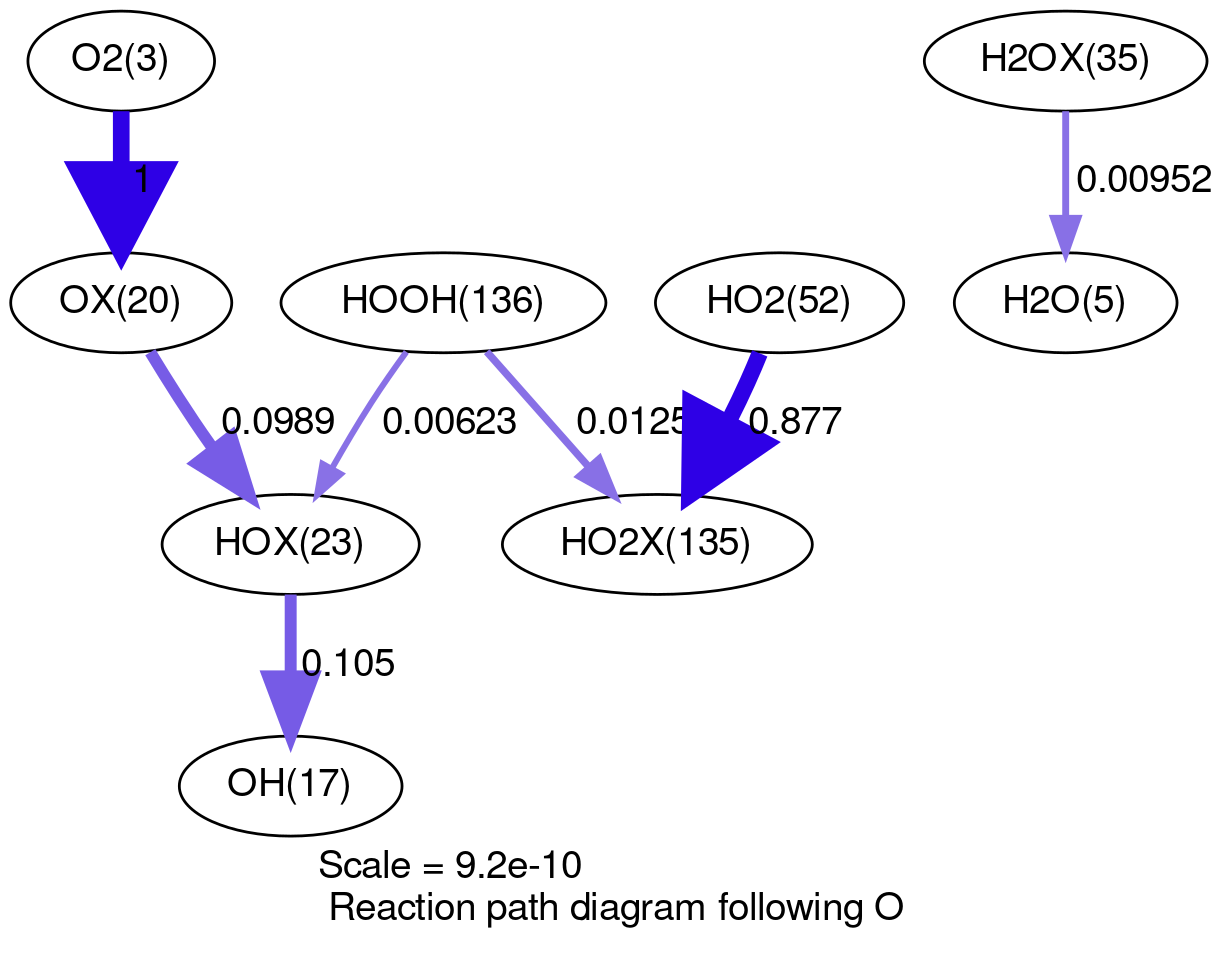 O2(3)
H2OX(35)
1
0.00952
OX(20)
HOOH(136)
HO2(52)
H2O(5)
0.0989
0.00623
0.0125
0.877
HOX(23)
HO2X(135)
0.105
OH(17)
Scale = 9.2e-10
Reaction path diagram following O